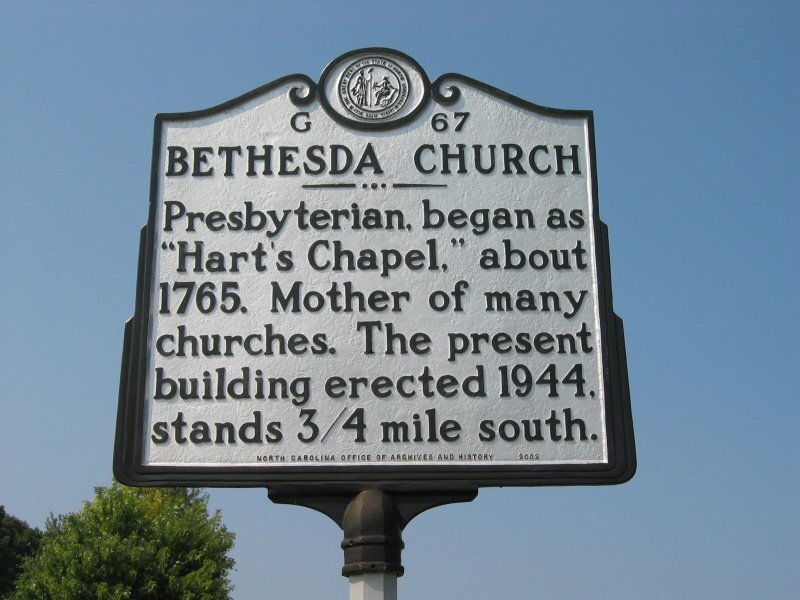 G 67
BETHESDA CHURCH
Presbyterian, began as
"Hart's Chapel," about
1765. Mother of many
churches. The present
building erected 1944,
stands 3/4 mile south.
NORTH CAROLINA OFFICE OF ARCHIVES AND HISTORY 2002